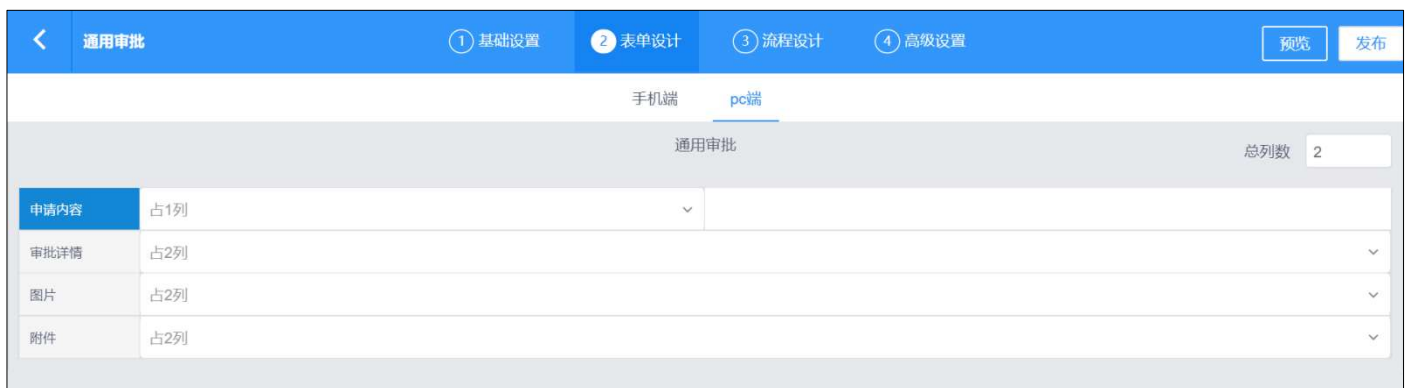 通用审批 1 基础设置 2 表单设计 3 流程设计 4 高级设置 预览 发布
手机端 pc端
通用审批 总列数 2
申请内容 占1列
审批详情 占2列
图片 占2列
附件 占2列